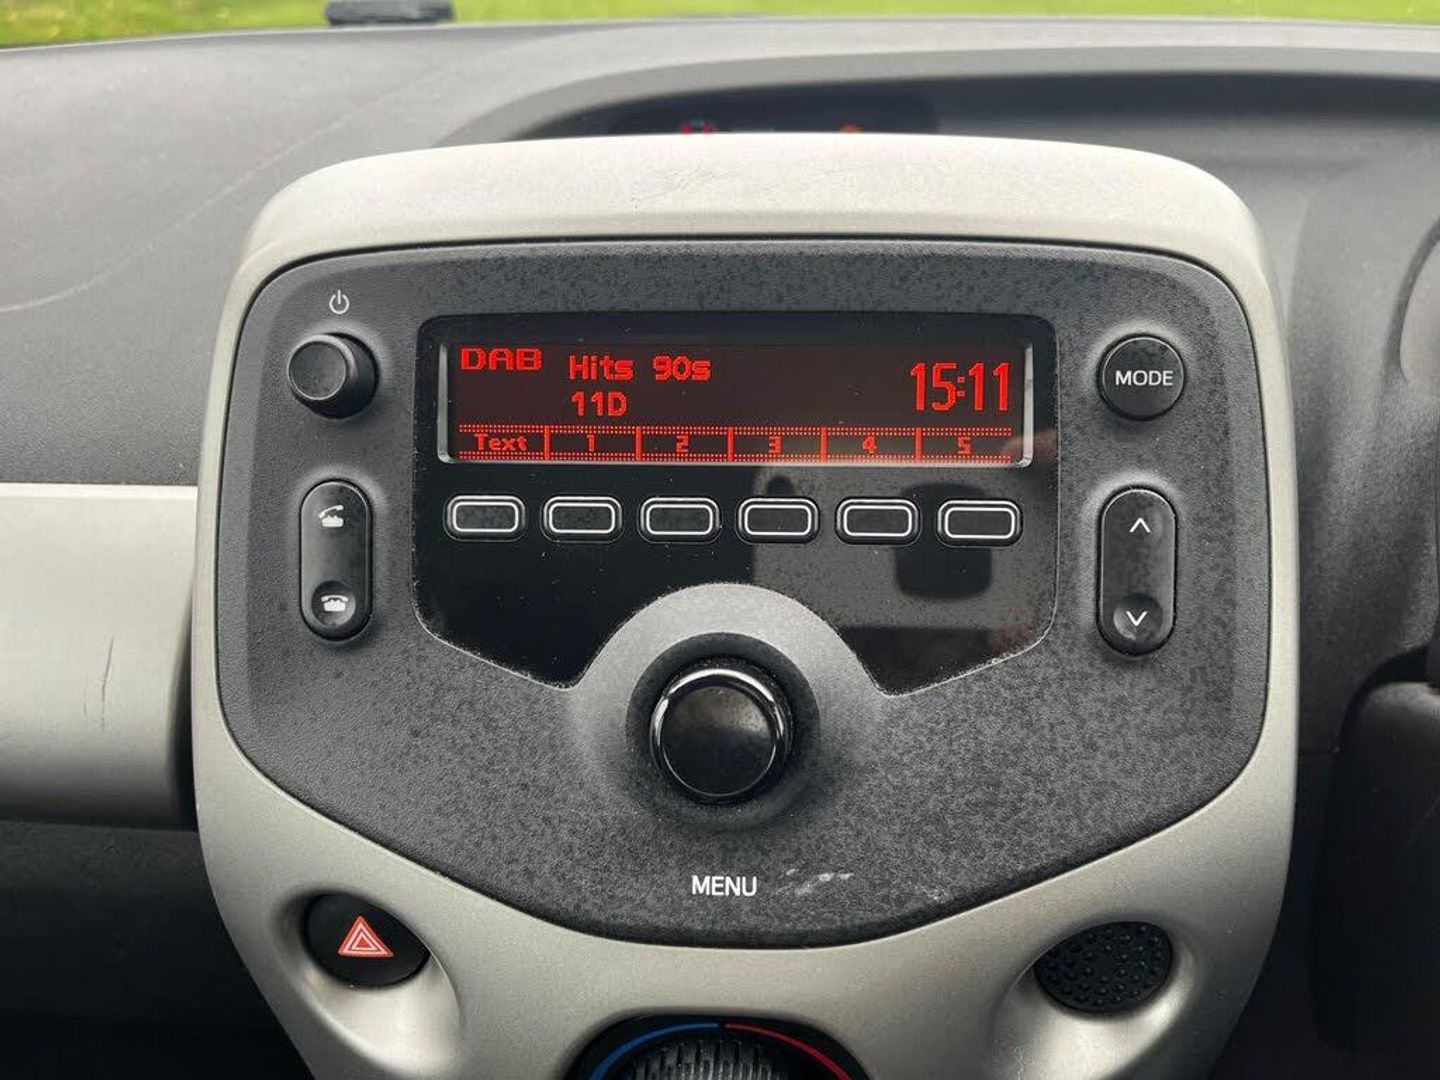 DAB Hits 90s 15:11
11D
Text 1 2 3 4 5
MODE
MENU